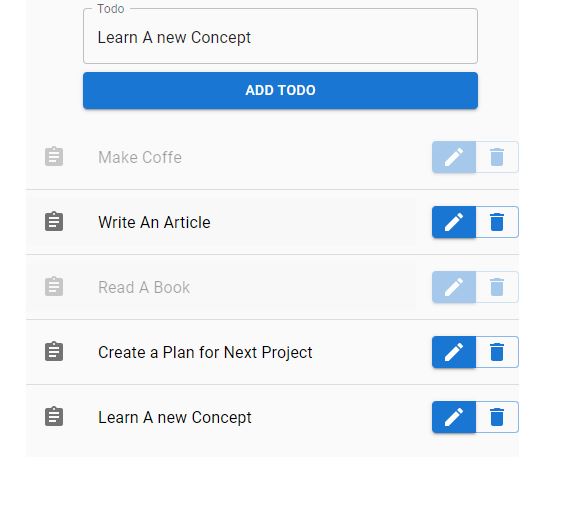 Todo
Learn A new Concept
ADD TODO
Make Coffe
Write An Article
Read A Book
Create a Plan for Next Project
Learn A new Concept